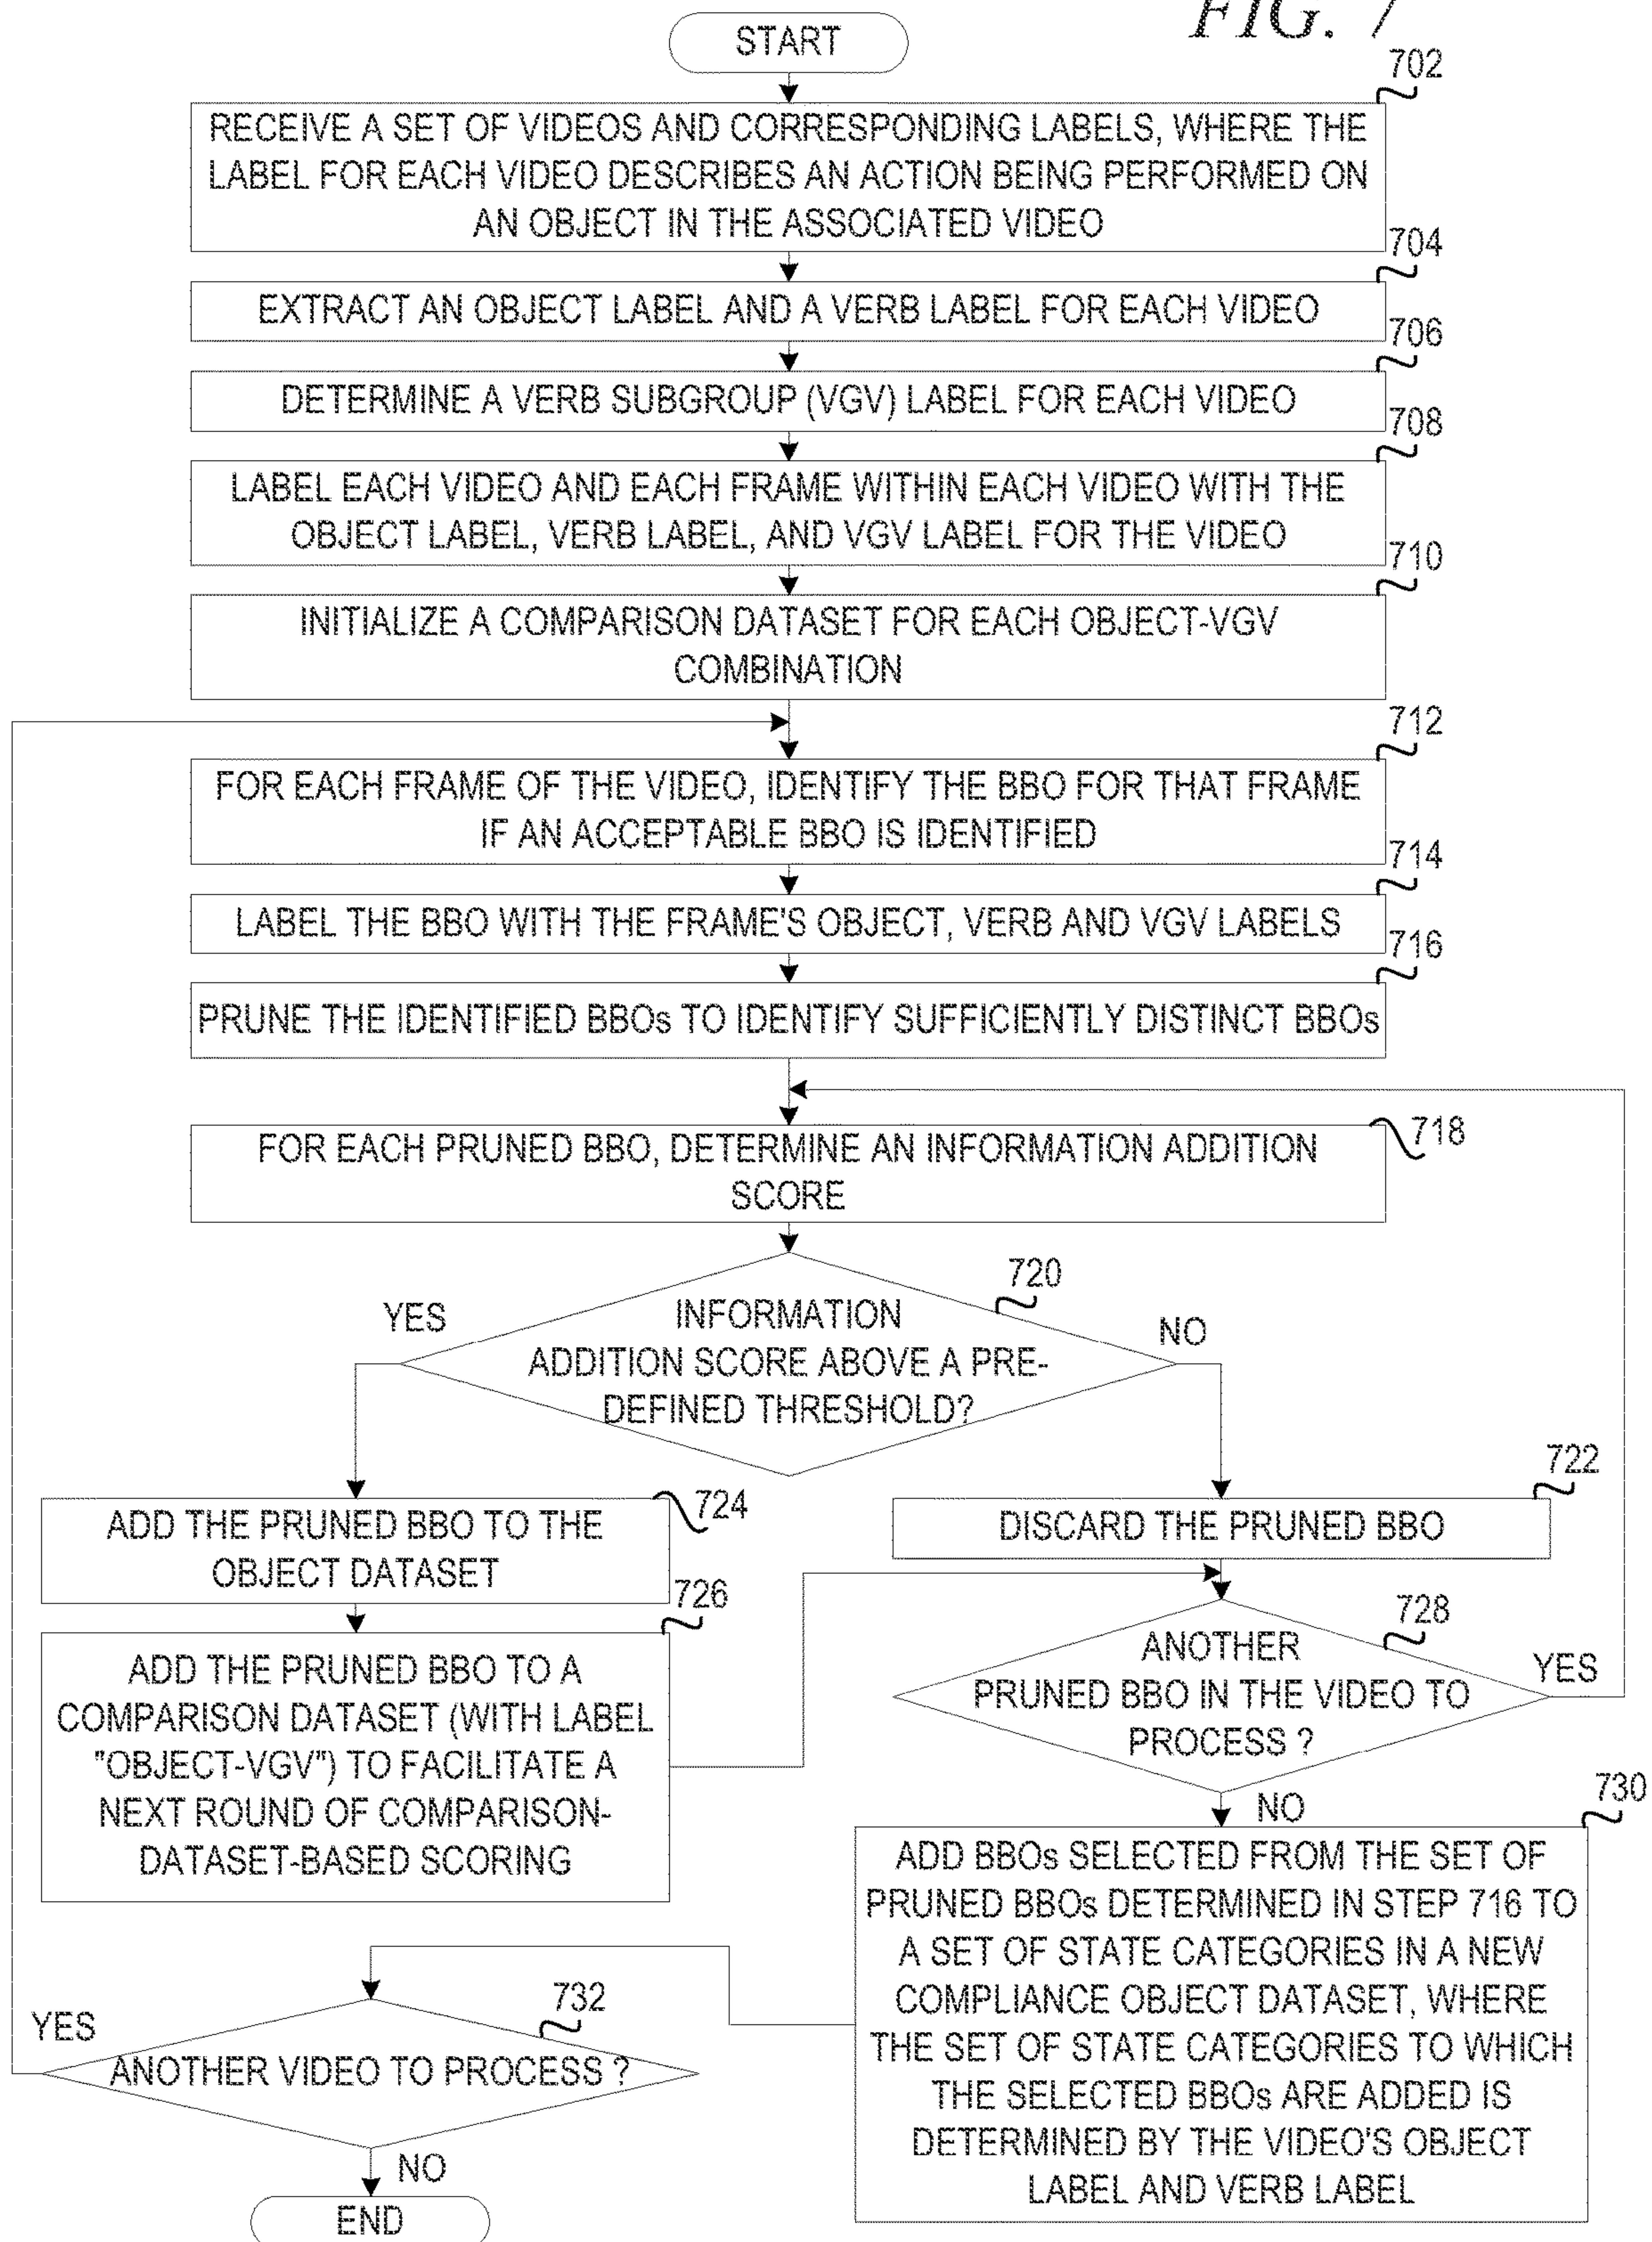 FIG. 7
START
702
RECEIVE A SET OF VIDEOS AND CORRESPONDING LABELS, WHERE THE
LABEL FOR EACH VIDEO DESCRIBES AN ACTION BEING PERFORMED ON
AN OBJECT IN THE ASSOCIATED VIDEO
704
EXTRACT AN OBJECT LABEL AND A VERB LABEL FOR EACH VIDEO
706
DETERMINE A VERB SUBGROUP (VGV) LABEL FOR EACH VIDEO
708
LABEL EACH VIDEO AND EACH FRAME WITHIN EACH VIDEO WITH THE
OBJECT LABEL, VERB LABEL, AND VGV LABEL FOR THE VIDEO
710
INITIALIZE A COMPARISON DATASET FOR EACH OBJECT-VGV
COMBINATION
712
FOR EACH FRAME OF THE VIDEO, IDENTIFY THE BBO FOR THAT FRAME
IF AN ACCEPTABLE BBO IS IDENTIFIED
714
LABEL THE BBO WITH THE FRAME'S OBJECT, VERB AND VGV LABELS
716
PRUNE THE IDENTIFIED BBOs TO IDENTIFY SUFFICIENTLY DISTINCT BBOs
718
FOR EACH PRUNED BBO, DETERMINE AN INFORMATION ADDITION
SCORE
720
YES
NO
INFORMATION
ADDITION SCORE ABOVE A PRE-
DEFINED THRESHOLD?
724
ADD THE PRUNED BBO TO THE
OBJECT DATASET
722
DISCARD THE PRUNED BBO
726
ADD THE PRUNED BBO TO A
COMPARISON DATASET (WITH LABEL
"OBJECT-VGV") TO FACILITATE A
NEXT ROUND OF COMPARISON-
DATASET-BASED SCORING
728
ANOTHER
PRUNED BBO IN THE VIDEO TO
PROCESS ?
YES
NO
730
ADD BBOs SELECTED FROM THE SET OF
PRUNED BBOs DETERMINED IN STEP 716 TO
A SET OF STATE CATEGORIES IN A NEW
COMPLIANCE OBJECT DATASET, WHERE
THE SET OF STATE CATEGORIES TO WHICH
THE SELECTED BBOs ARE ADDED IS
DETERMINED BY THE VIDEO'S OBJECT
LABEL AND VERB LABEL
732
YES
ANOTHER VIDEO TO PROCESS ?
NO
END